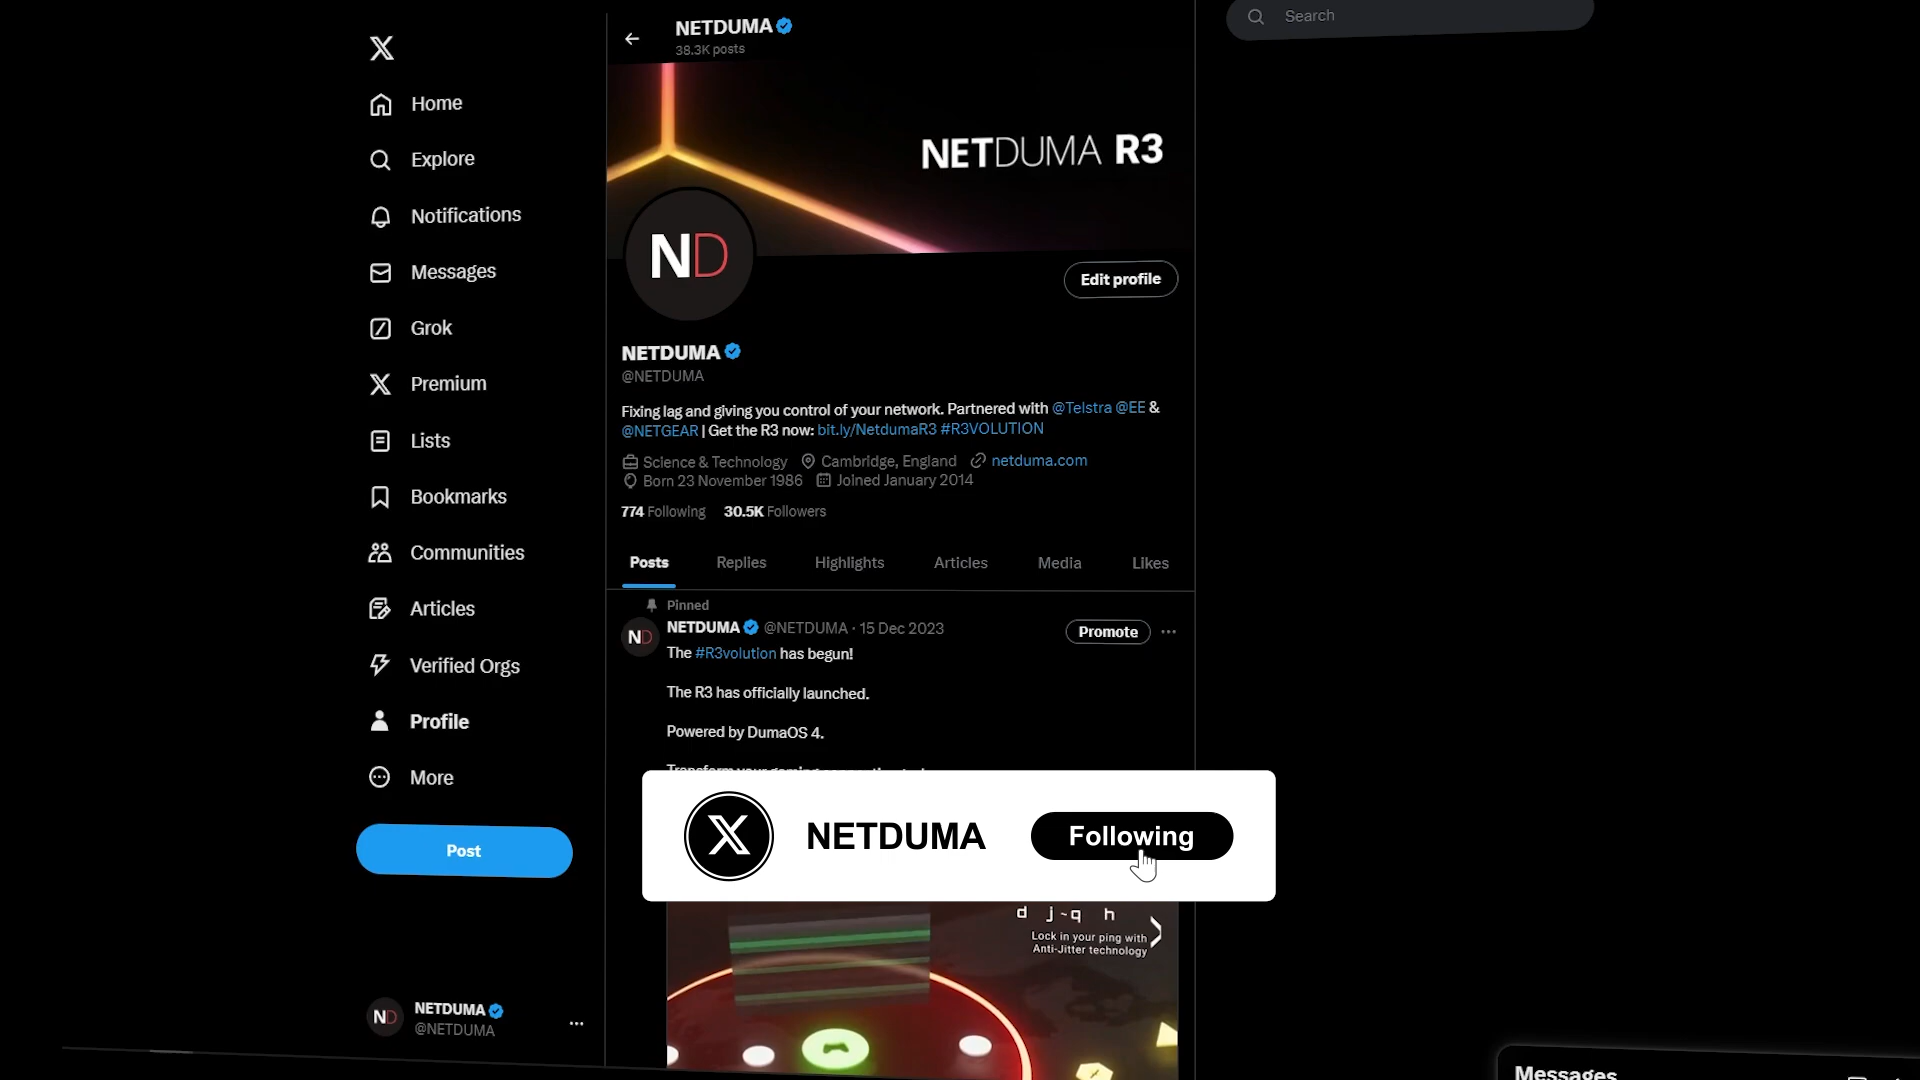 Home
Explore
Notifications
Messages
Grok
Premium
Lists
Bookmarks
Communities
Articles
Verified Orgs
Profile
More
Post
NETDUMA
@NETDUMA
NETDUMA
38.3K posts
NETDUMA R3
ND
Edit profile
NETDUMA
@NETDUMA
Fixing lag and giving you control of your network. Partnered with @Telstra @EE &
@NETGEAR | Get the R3 now: bit.ly/NetdumaR3 #R3VOLUTION
Science & Technology Cambridge, England netduma.com
Born 23 November 1986 Joined January 2014
774 Following 30.5K Followers
Posts Replies Highlights Articles Media Likes
Pinned
NETDUMA @NETDUMA · 15 Dec 2023
Promote
The #R3volution has begun!
The R3 has officially launched.
Powered by DumaOS 4.
NETDUMA
Following
Lock in your ping with
Anti-Jitter technology
Search
Messages